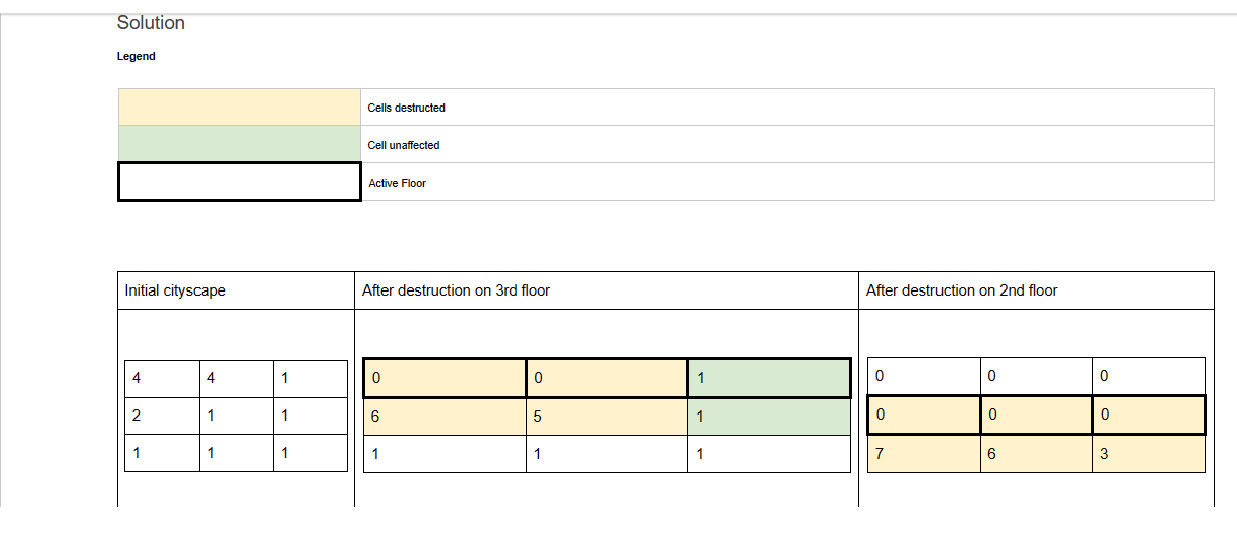 Solution
Legend
Cells destructed
Cell unaffected
Active Floor
Initial cityscape After destruction on 3rd floor After destruction on 2nd floor
4 4 1 0 0 1 0 0 0
2 1 1 6 5 1 0 0 0
1 1 1 1 1 1 7 6 3